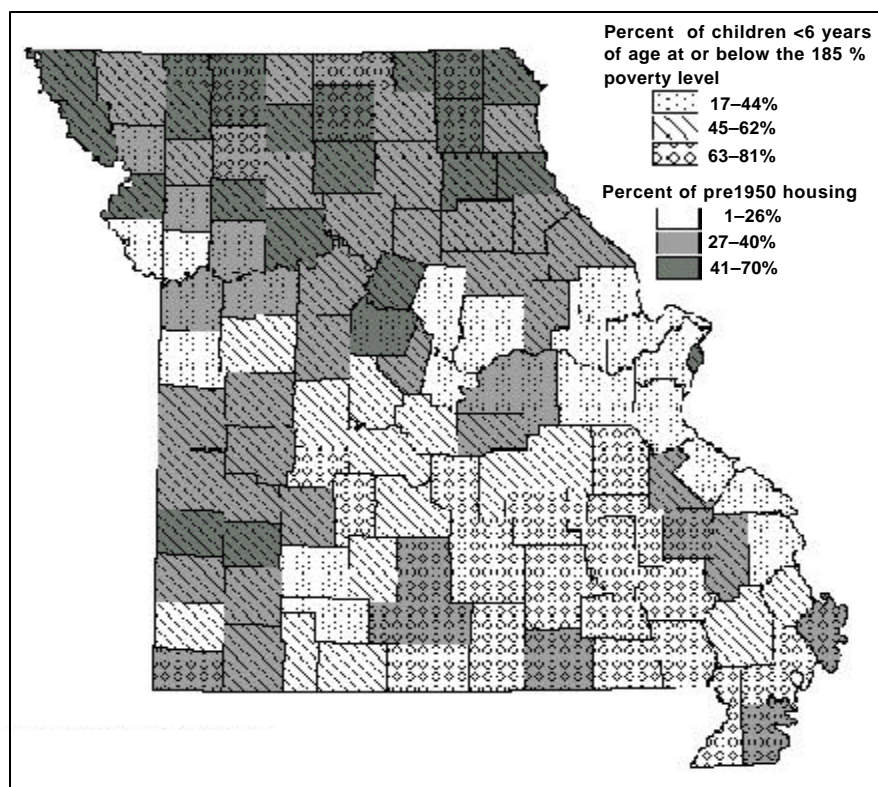 Percent of children <6 years
of age at or below the 185 %
poverty level
17–44%
45–62%
63–81%
Percent of pre1950 housing
1–26%
27–40%
41–70%